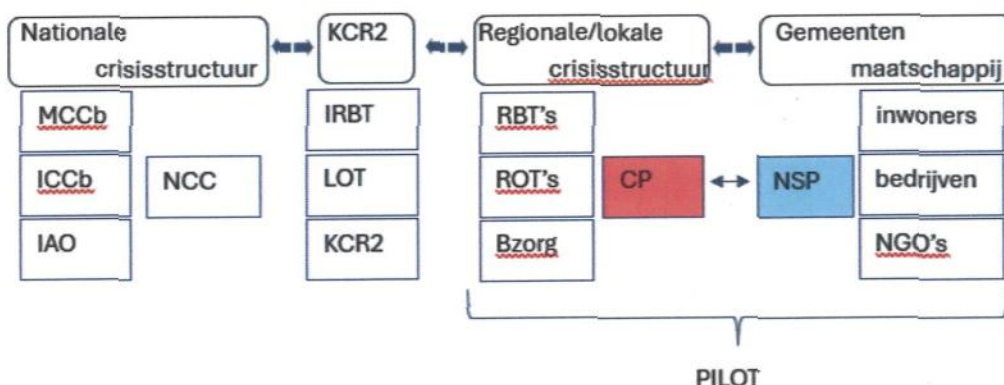 Nationale
crisisstructuur
KCR2
Regionale/lokale
crisisstructuur
Gemeenten
maatschappij
MCCb
IRBT
RBT's
inwoners
ICCb
NCC
LOT
ROT's
CP
NSP
bedrijven
IAO
KCR2
Bzorg
NGO's
PILOT